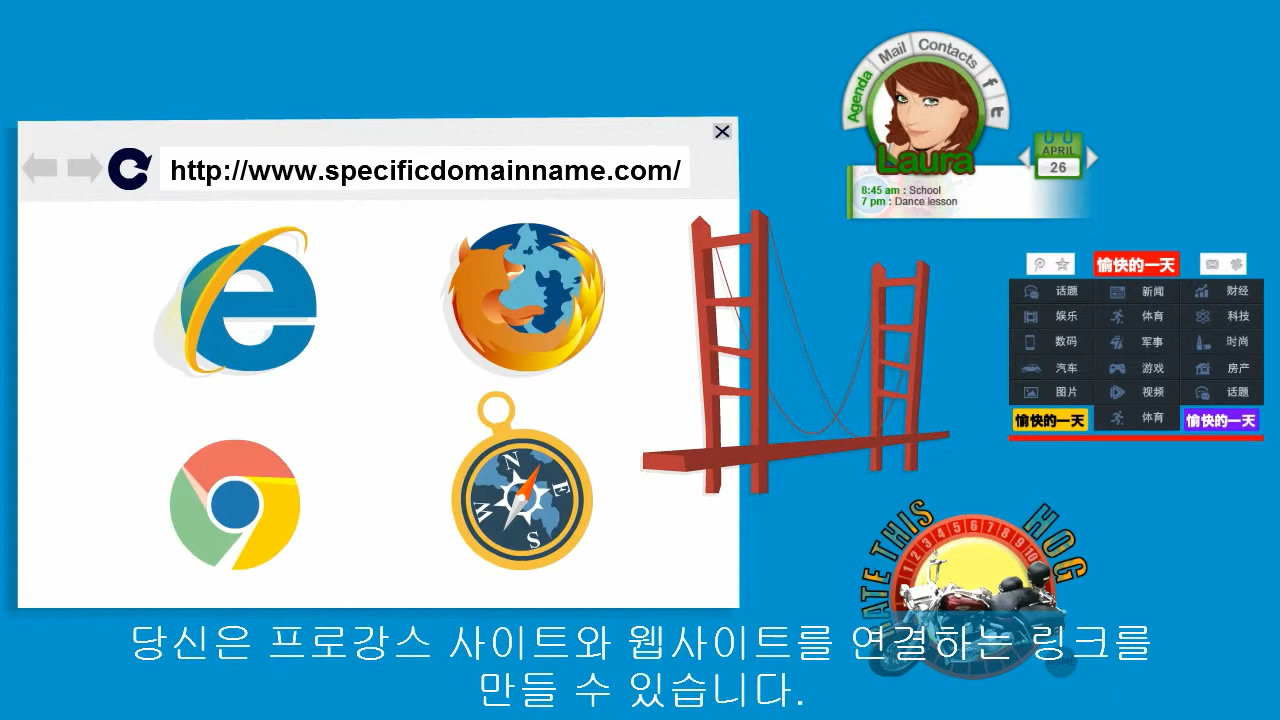 http://www.specificdomainname.com/
N
E
S
W
Agenda Mail Contacts f t
Laura
APRIL
26
8:45 am : School
7 pm : Dance lesson
愉快的一天
话题 新闻 财经
娱乐 体育 科技
数码 军事 时尚
汽车 游戏 房产
图片 视频 话题
愉快的一天 体育 愉快的一天
RATE THIS HOG
1 2 3 4 5 6 7 8 9 10
당신은 프로강스 사이트와 웹사이트를 연결하는 링크를
만들 수 있습니다.